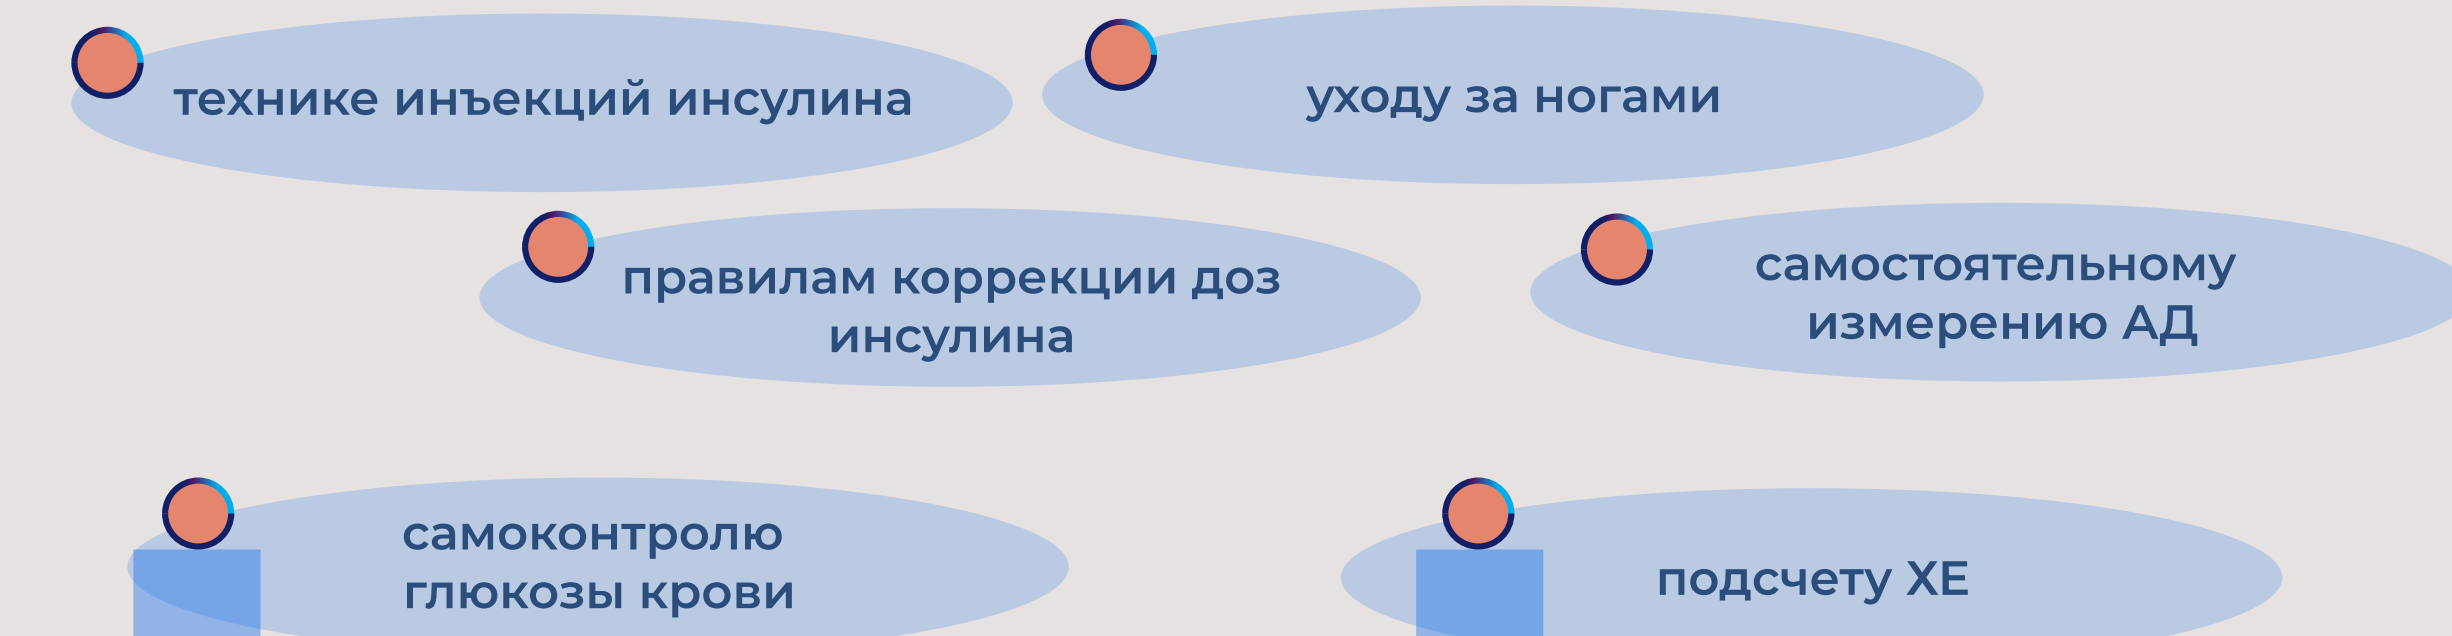 технике инъекций инсулина
уходу за ногами
правилам коррекции доз
инсулина
самостоятельному
измерению АД
самоконтролю
глюкозы крови
подсчету ХЕ